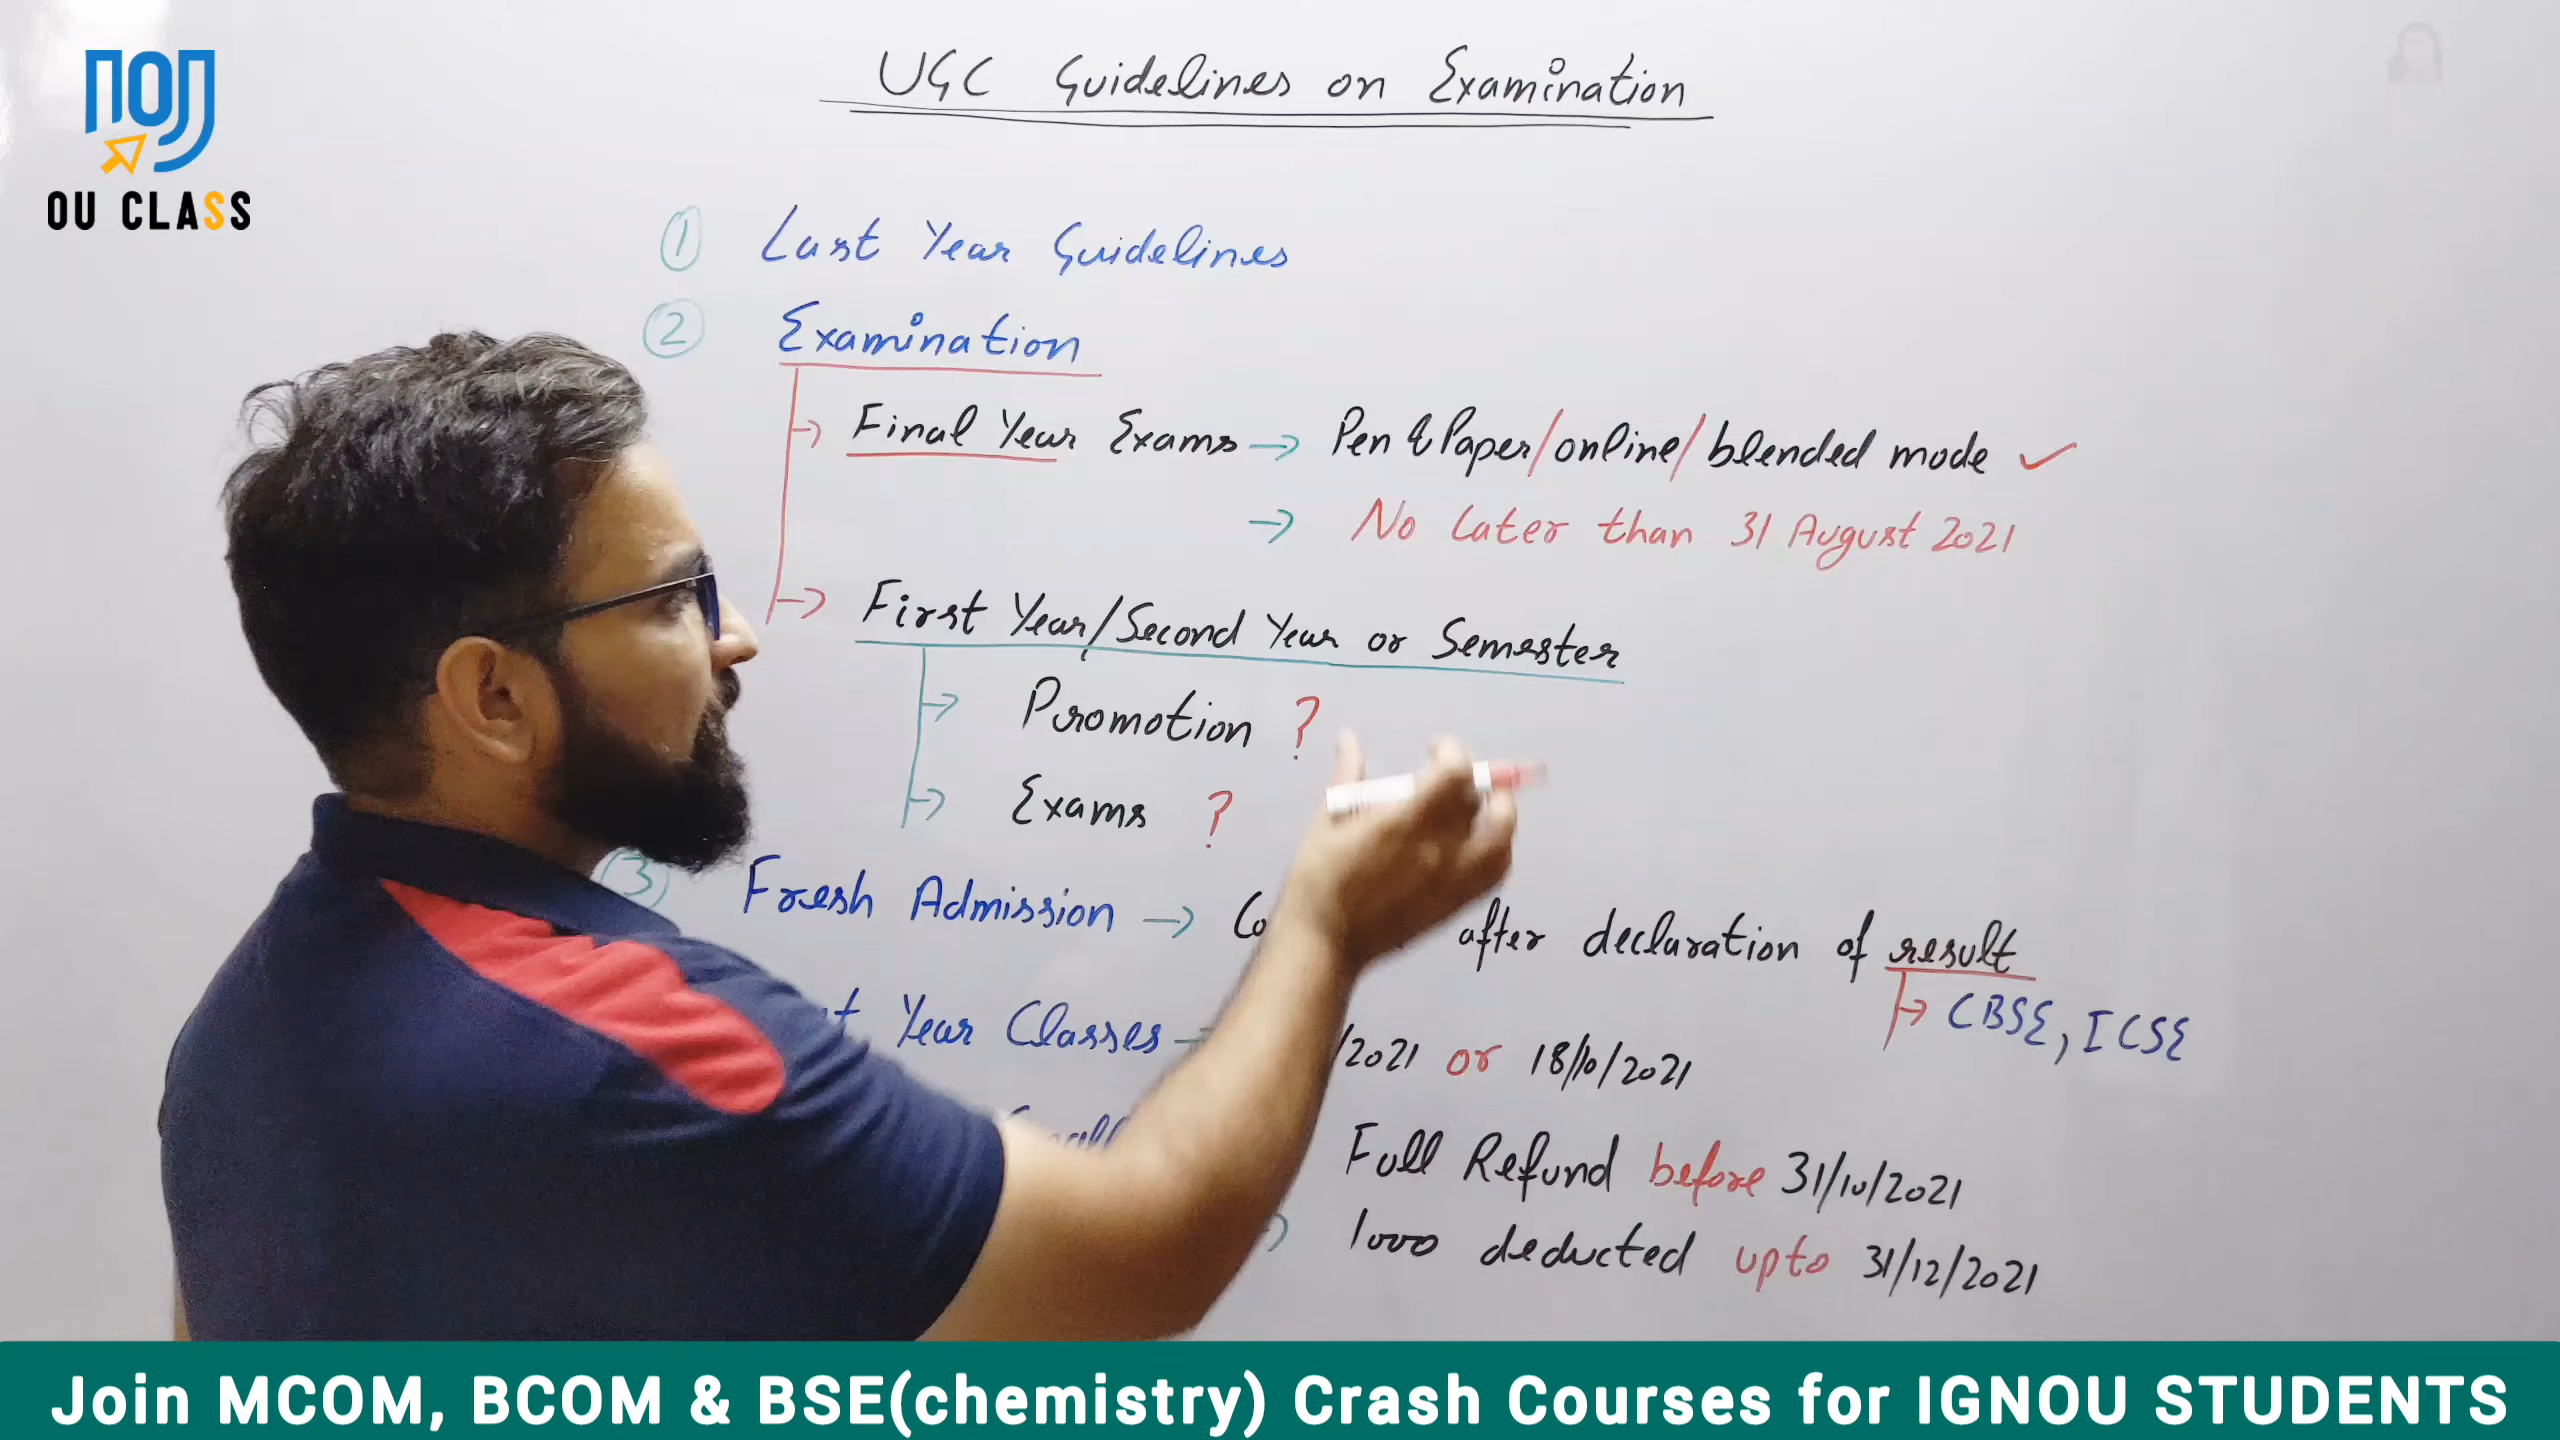 UGC Guidelines on Examination
OU CLASS
1 Last Year Guidelines
2 Examination
→ Final Year Exams → Pen & Paper/online/blended mode ✓
→ No Later than 31 August 2021
→ First Year/Second Year or Semester
→ Promotion ?
→ Exams ?
3 Fresh Admission → after declaration of result
→ CBSE, ICSE
Year Classes /2021 or 18/10/2021
Full Refund before 31/10/2021
→ 1000 deducted upto 31/12/2021
Join MCOM, BCOM & BSE(chemistry) Crash Courses for IGNOU STUDENTS